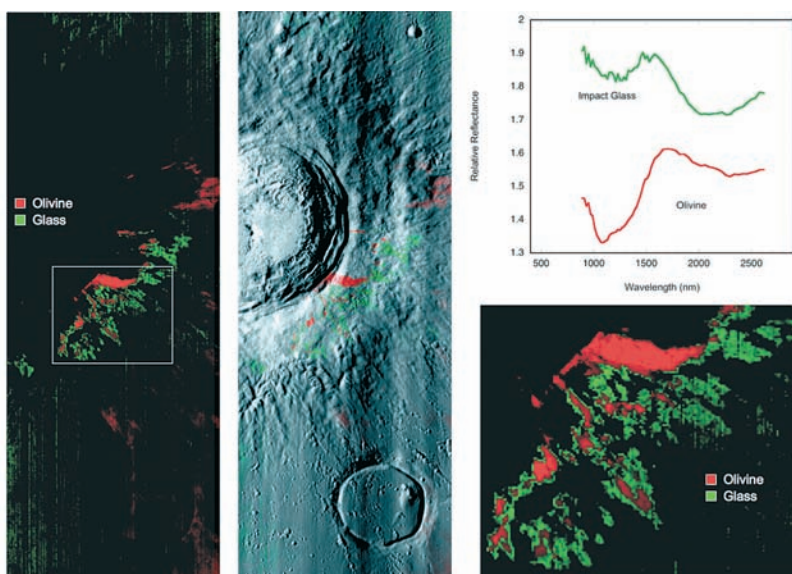 Olivine
Glass
2
1.9
1.8
1.7
1.6
1.5
1.4
1.3
Relative Reflectance
Impact Glass
Olivine
500
1000
1500
2000
2500
Wavelength (nm)
Olivine
Glass